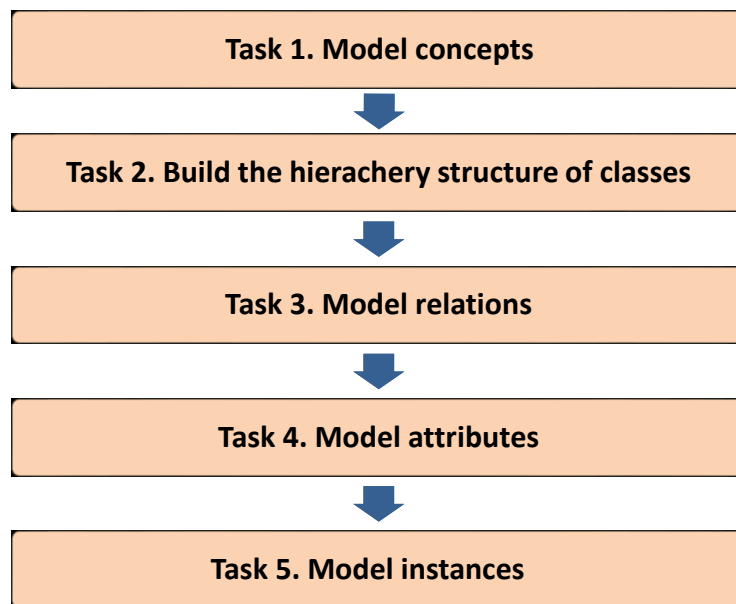 Task 1. Model concepts
Task 2. Build the hierachery structure of classes
Task 3. Model relations
Task 4. Model attributes
Task 5. Model instances